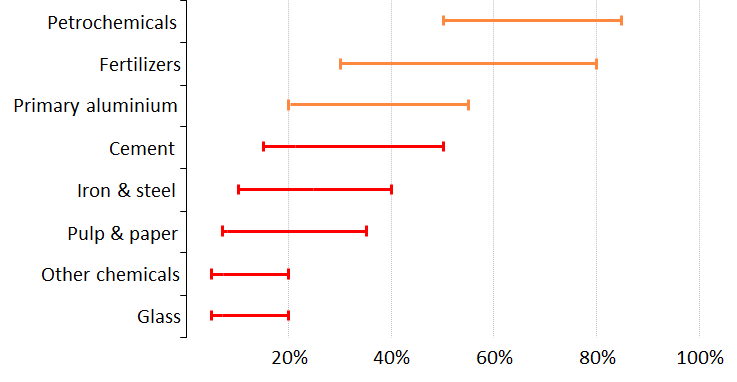 Petrochemicals
Fertilizers
Primary aluminium
Cement
Iron & steel
Pulp & paper
Other chemicals
Glass
20% 40% 60% 80% 100%